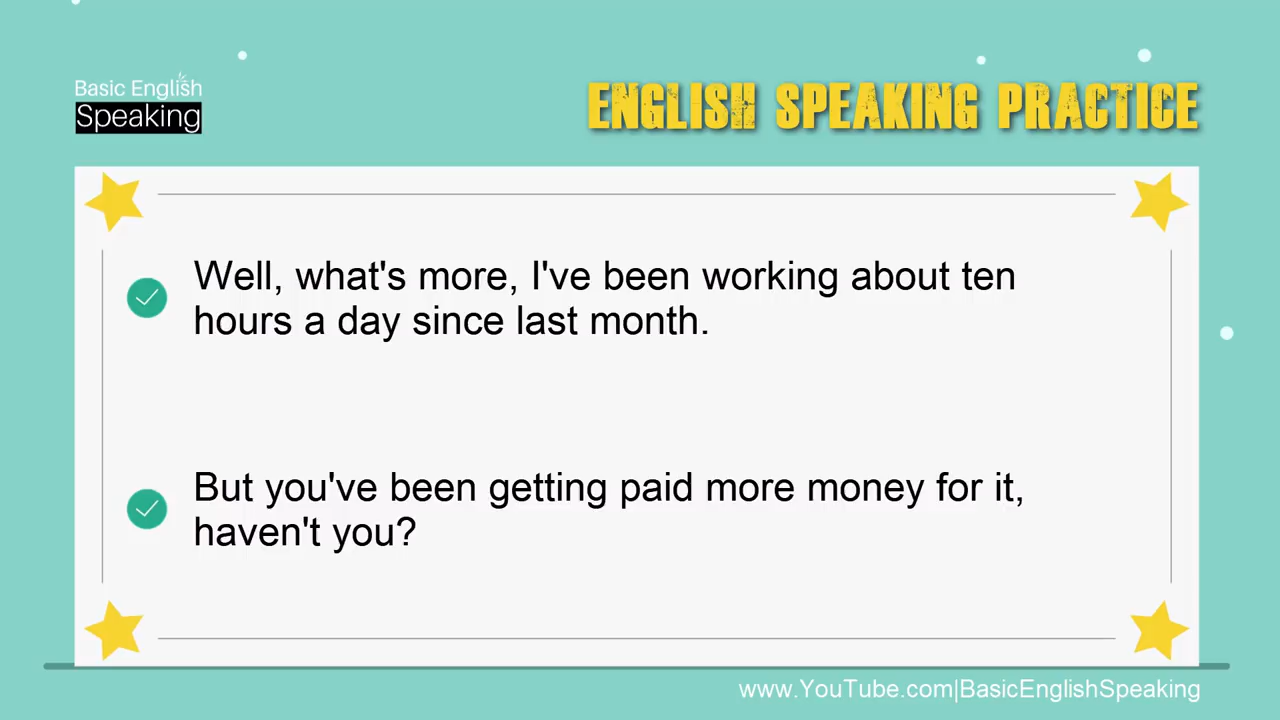 Basic English
Speaking
ENGLISH SPEAKING PRACTICE
Well, what's more, I've been working about ten
hours a day since last month.
But you've been getting paid more money for it,
haven't you?
www.YouTube.com|BasicEnglishSpeaking